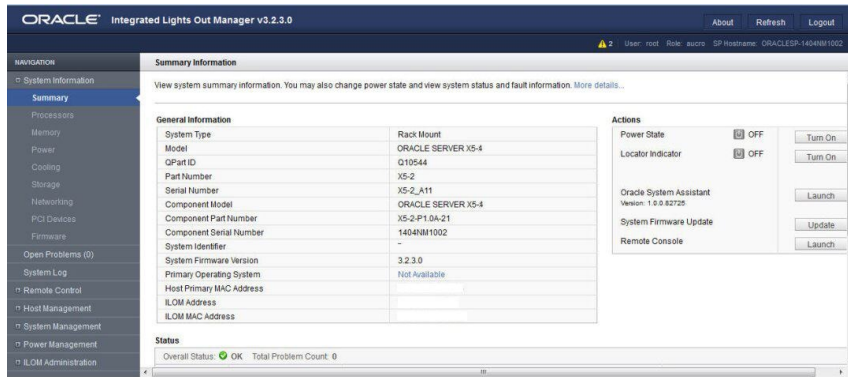 ORACLE Integrated Lights Out Manager v3.2.3.0
About Refresh Logout
2 User: root Role: aucro SP Hostname: ORACLESP-1404NM1002
NAVIGATION
System Information
Summary
Processors
Memory
Power
Cooling
Storage
Networking
PCI Devices
Firmware
Open Problems (0)
System Log
Remote Control
Host Management
System Management
Power Management
ILOM Administration
Summary Information
View system summary information. You may also change power state and view system status and fault information. More details...
General Information
System Type Rack Mount
Model ORACLE SERVER X5-4
QPart ID Q10544
Part Number X5-2
Serial Number X5-2_A11
Component Model ORACLE SERVER X5-4
Component Part Number X5-2-P1.0A-21
Component Serial Number 1404NM1002
System Identifier -
System Firmware Version 3.2.3.0
Primary Operating System Not Available
Host Primary MAC Address
ILOM Address
ILOM MAC Address
Actions
Power State OFF Turn On
Locator Indicator OFF Turn On
Oracle System Assistant Launch
Version: 1.0.0.82725
System Firmware Update Update
Remote Console Launch
Status
Overall Status: OK Total Problem Count: 0